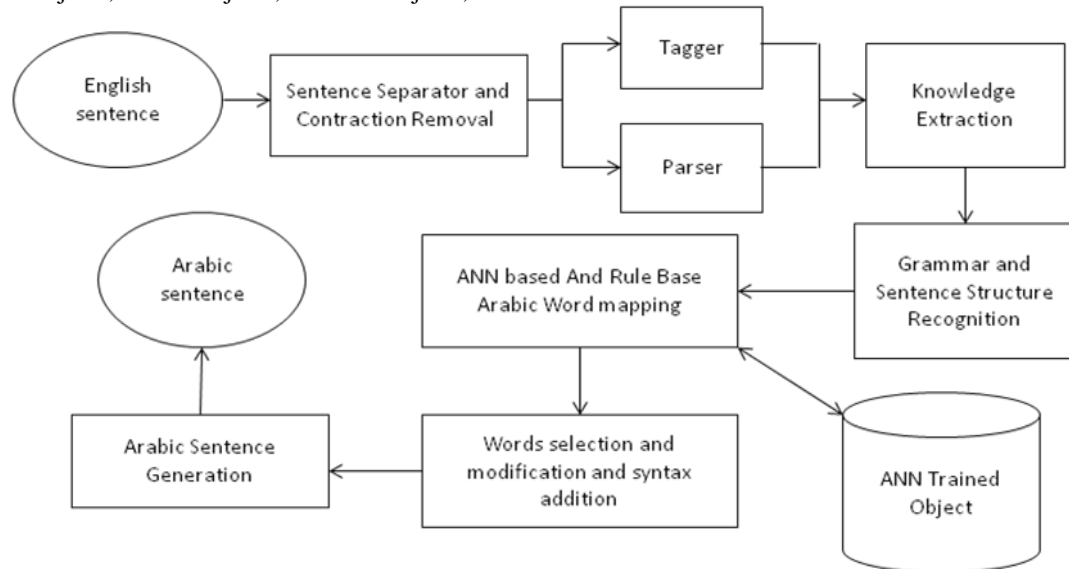 English
sentence
Sentence Separator and
Contraction Removal
Tagger
Parser
Knowledge
Extraction
Grammar and
Sentence Structure
Recognition
ANN based And Rule Base
Arabic Word mapping
ANN Trained
Object
Words selection and
modification and syntax
addition
Arabic Sentence
Generation
Arabic
sentence